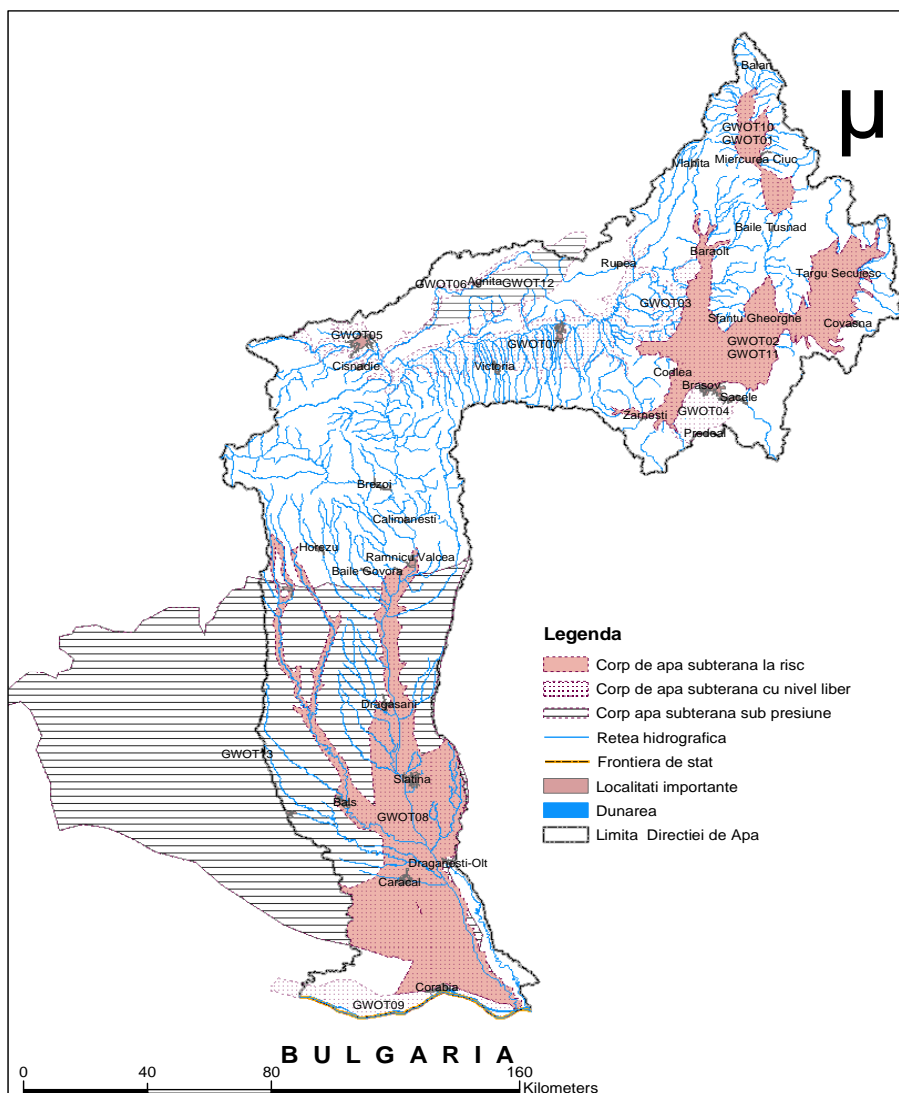 Balan
µ
GWOT10
GWOT01
Miercurea Ciuc
Vlahita
Baile Tusnad
Baraolt
Rupea
Targu Secuiesc
Agnita
GWOT06
GWOT12
GWOT03
Sfantu Gheorghe
Covasna
GWOT05
GWOT07
GWOT02
GWOT11
Cisnadie
Victoria
Codlea
Brasov
Sacele
GWOT04
Zarnesti
Predeal
Brezoi
Calimanesti
Horezu
Ramnicu Valcea
Baile Govora
Legenda
Corp de apa subterana la risc
Corp de apa subterana cu nivel liber
Corp apa subterana sub presiune
Retea hidrografica
Frontiera de stat
Localitati importante
Dunarea
Limita Directiei de Apa
Dragasani
GWOT13
Slatina
Bals
GWOT08
Draganesti-Olt
Caracal
Corabia
GWOT09
BULGARIA
0 40 80 160
Kilometers